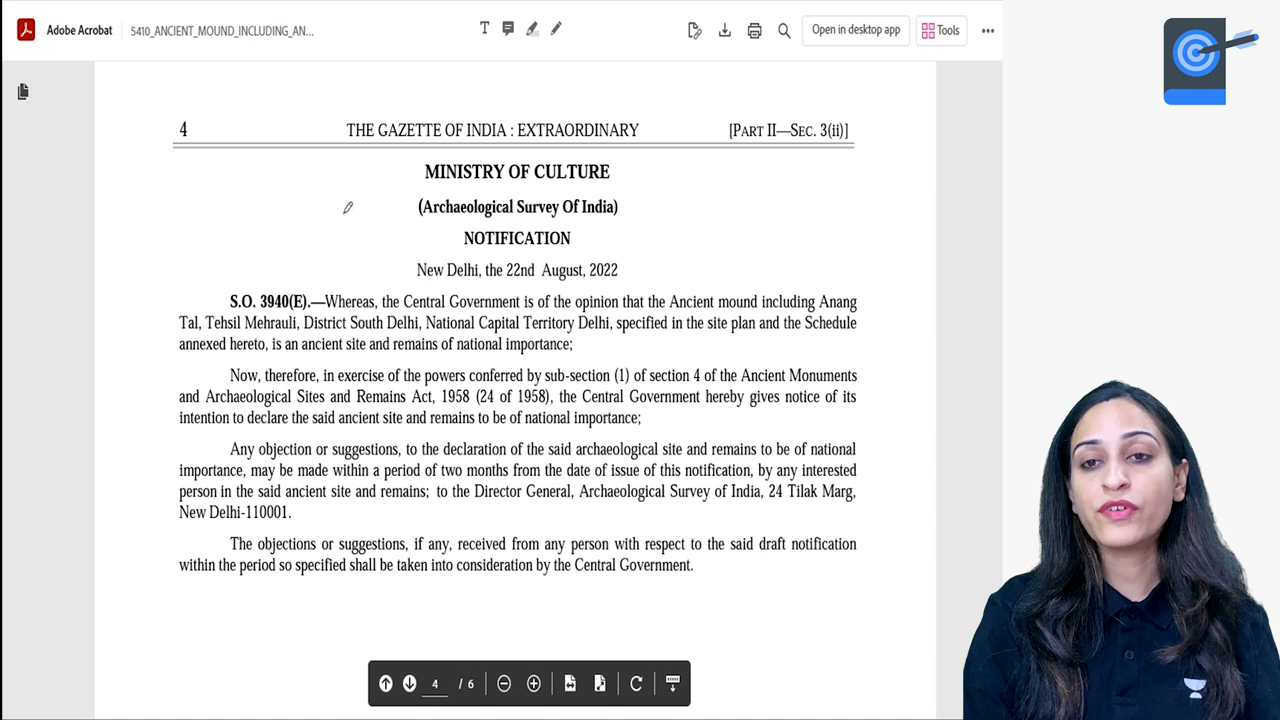 Adobe Acrobat
5410_ANCIENT_MOUND_INCLUDING_AN...
T
Open in desktop app
Tools
4
THE GAZETTE OF INDIA : EXTRAORDINARY
[PART II—SEC. 3(ii)]
MINISTRY OF CULTURE
(Archaeological Survey Of India)
NOTIFICATION
New Delhi, the 22nd August, 2022
S.O. 3940(E).—Whereas, the Central Government is of the opinion that the Ancient mound including Anang
Tal, Tehsil Mehrauli, District South Delhi, National Capital Territory Delhi, specified in the site plan and the Schedule
annexed hereto, is an ancient site and remains of national importance;
Now, therefore, in exercise of the powers conferred by sub-section (1) of section 4 of the Ancient Monuments
and Archaeological Sites and Remains Act, 1958 (24 of 1958), the Central Government hereby gives notice of its
intention to declare the said ancient site and remains to be of national importance;
Any objection or suggestions, to the declaration of the said archaeological site and remains to be of national
importance, may be made within a period of two months from the date of issue of this notification, by any interested
person in the said ancient site and remains; to the Director General, Archaeological Survey of India, 24 Tilak Marg,
New Delhi-110001.
The objections or suggestions, if any, received from any person with respect to the said draft notification
within the period so specified shall be taken into consideration by the Central Government.
4 / 6